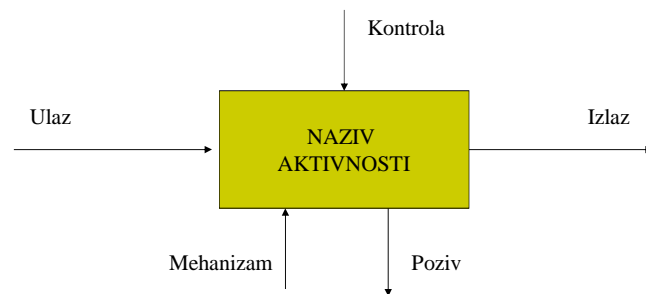 Kontrola
Ulaz
NAZIV
AKTIVNOSTI
Izlaz
Mehanizam
Poziv